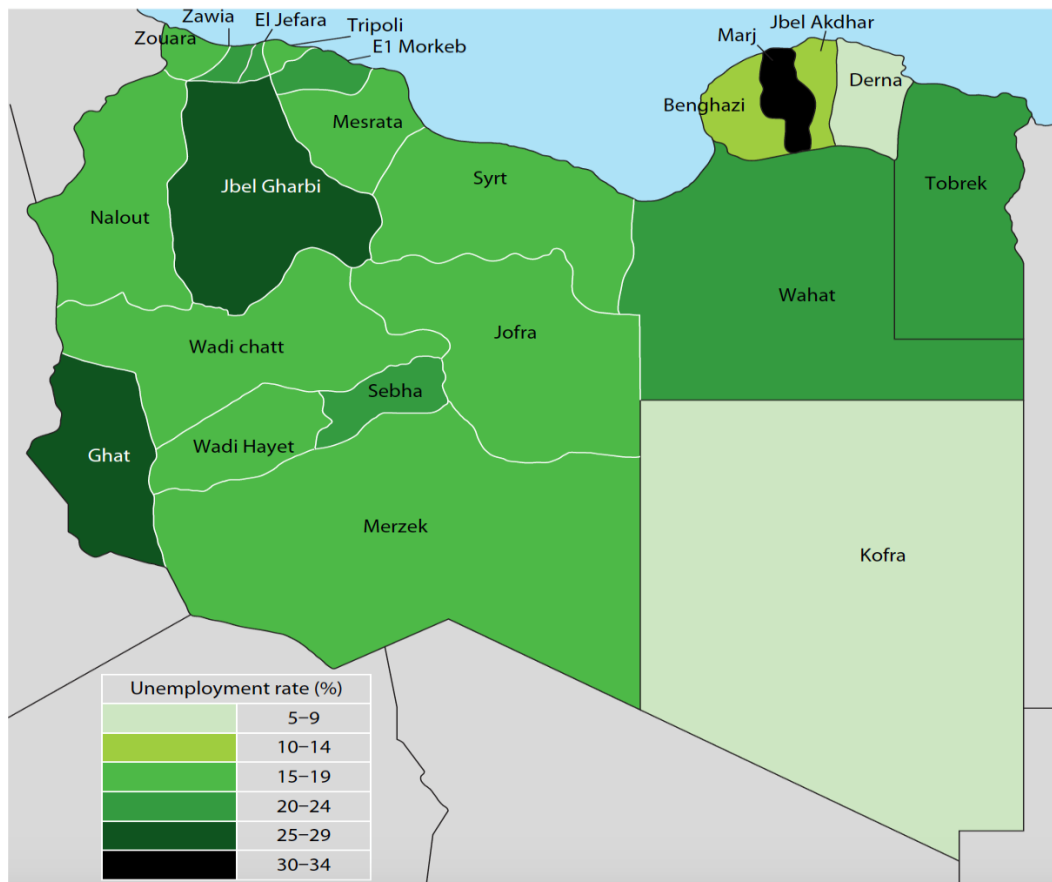 Zawia
El Jefara
Tripoli
Jbel Akdhar
Zouara
E1 Morkeb
Marj
Derna
Benghazi
Mesrata
Jbel Gharbi
Syrt
Tobrek
Nalout
Wahat
Wadi chatt
Jofra
Sebha
Ghat
Wadi Hayet
Merzek
Kofra
Unemployment rate (%)
5–9
10–14
15–19
20–24
25–29
30–34